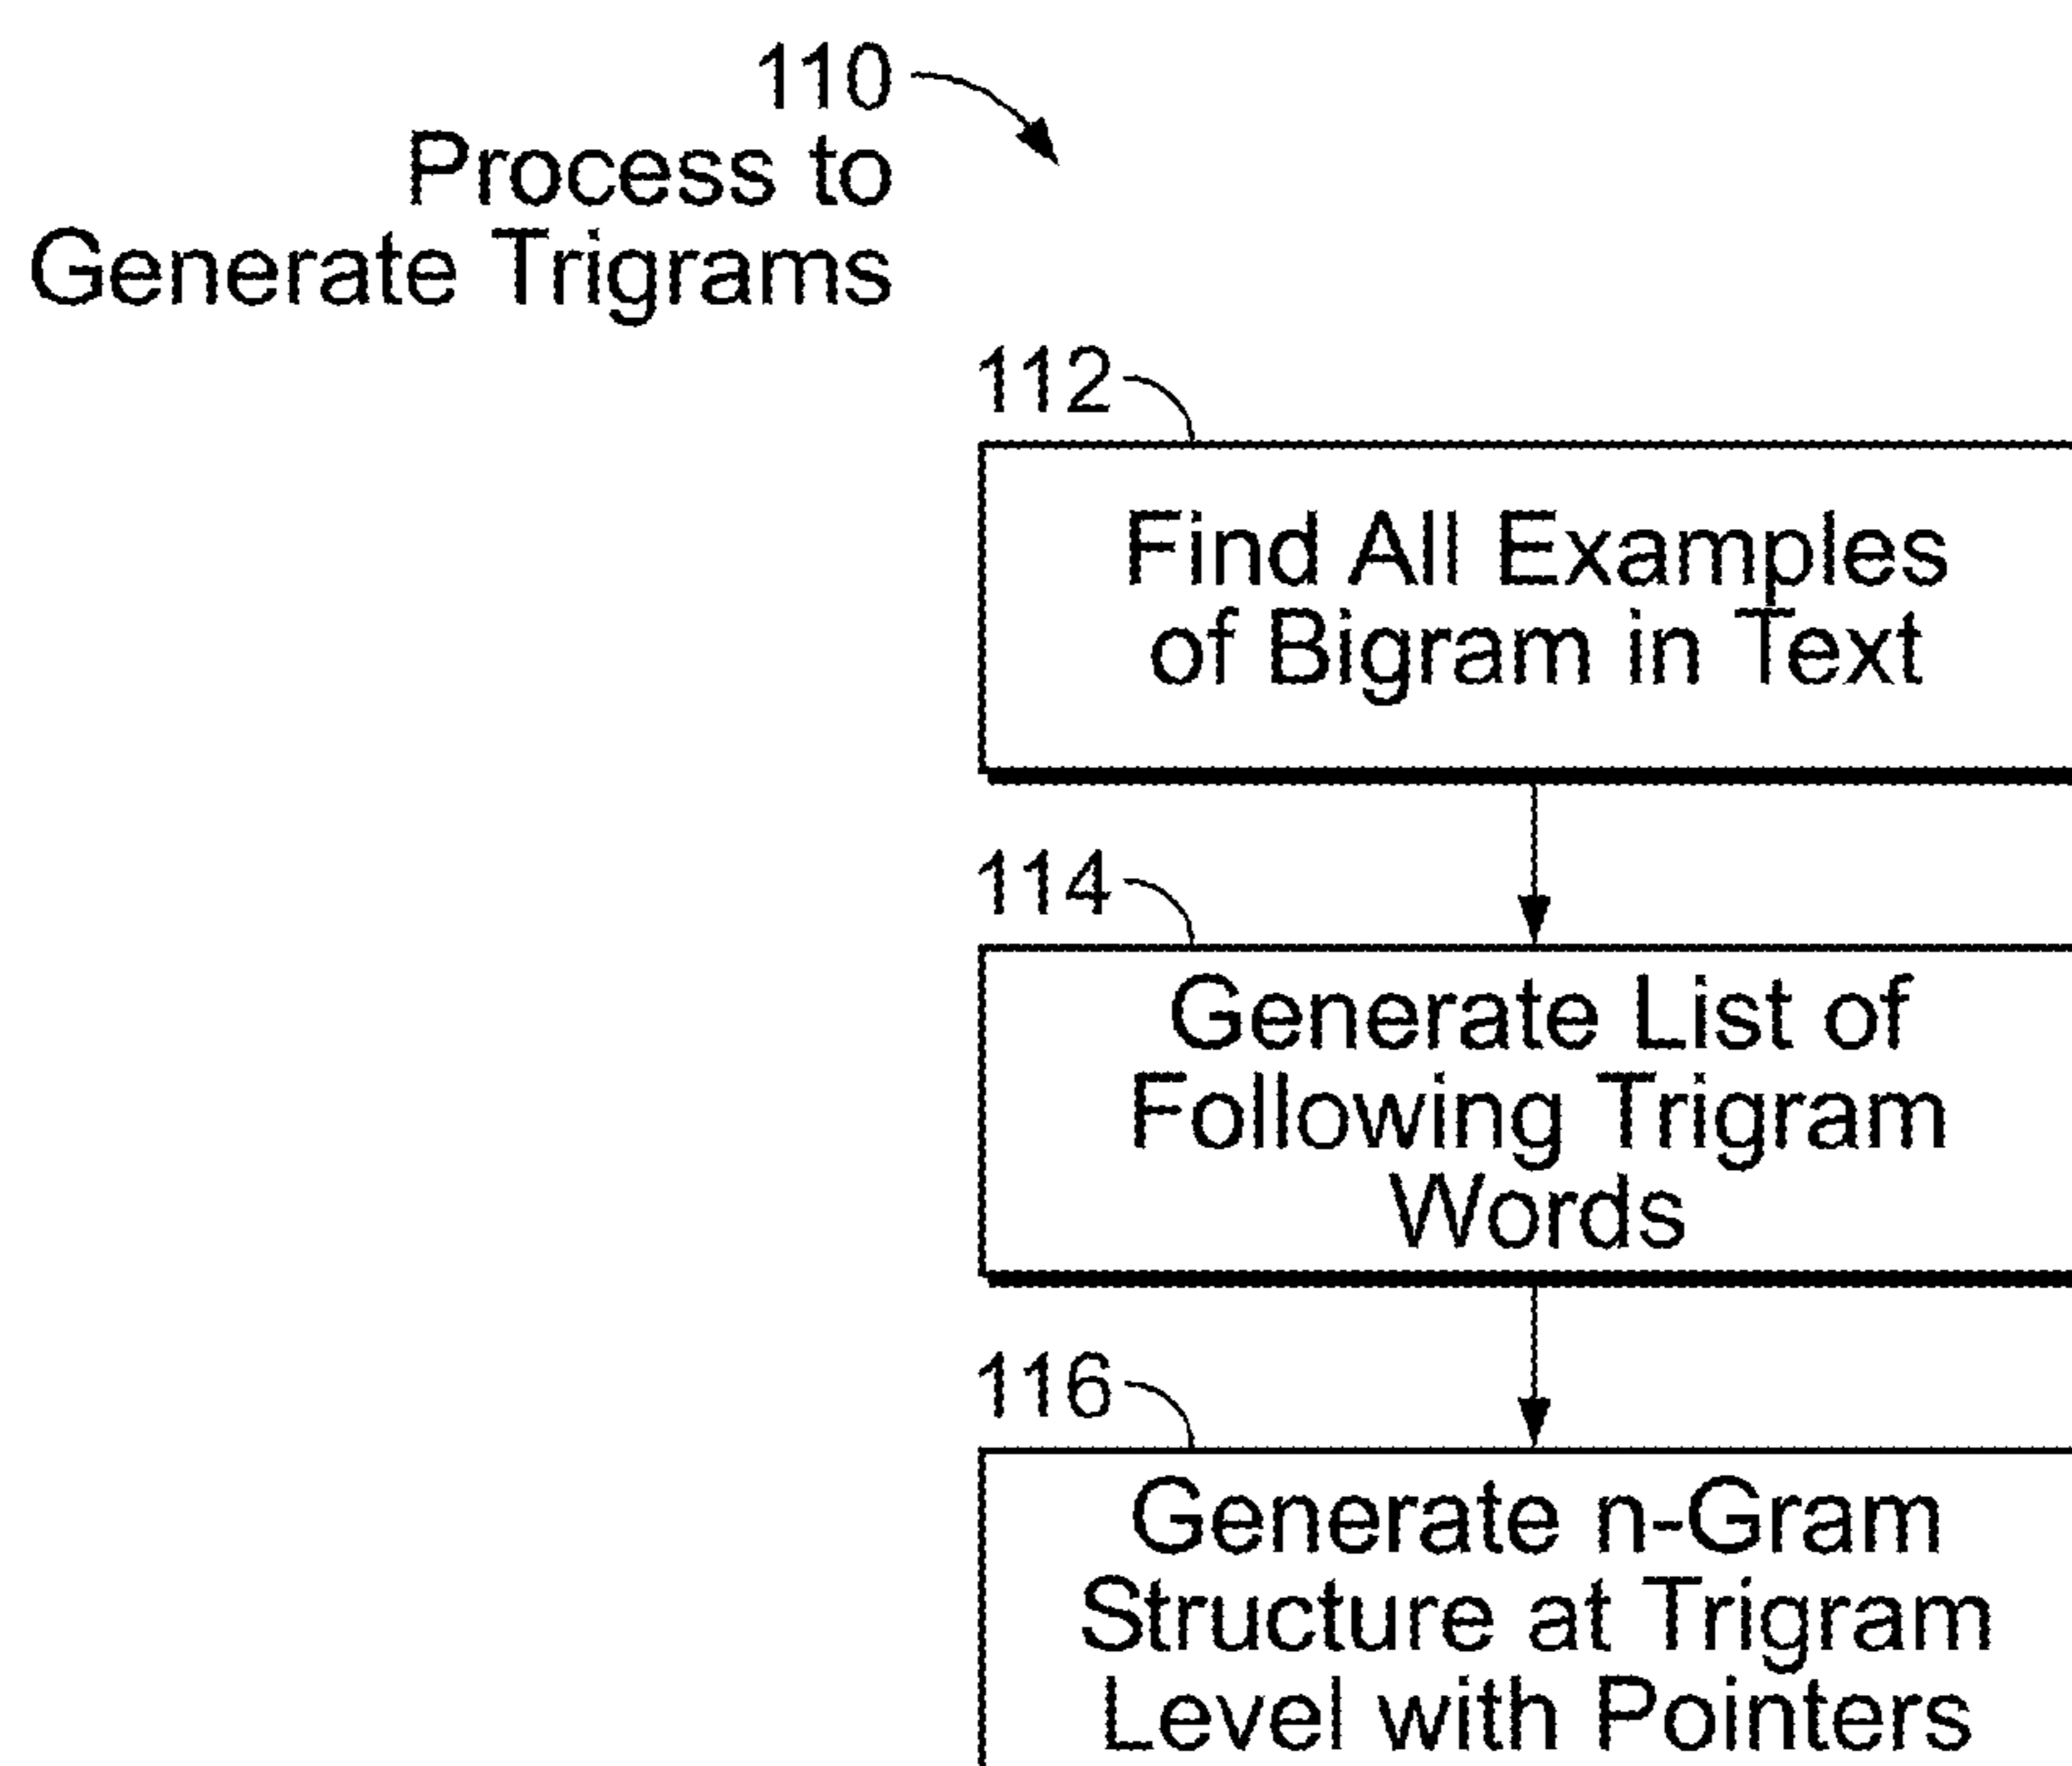 110
Process to
Generate Trigrams
112
Find All Examples
of Bigram in Text
114
Generate List of
Following Trigram
Words
116
Generate n-Gram
Structure at Trigram
Level with Pointers